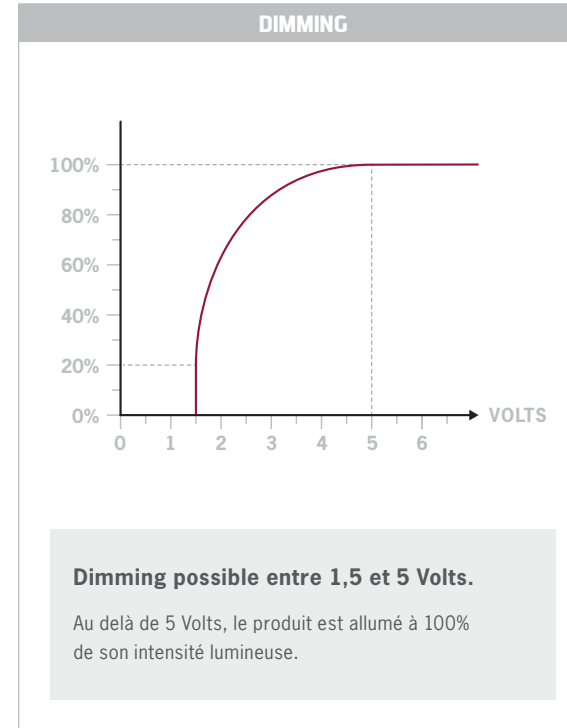 DIMMING
100%
80%
60%
40%
20%
0%
VOLTS
0 1 2 3 4 5 6
Dimming possible entre 1,5 et 5 Volts.
Au delà de 5 Volts, le produit est allumé à 100%
de son intensité lumineuse.